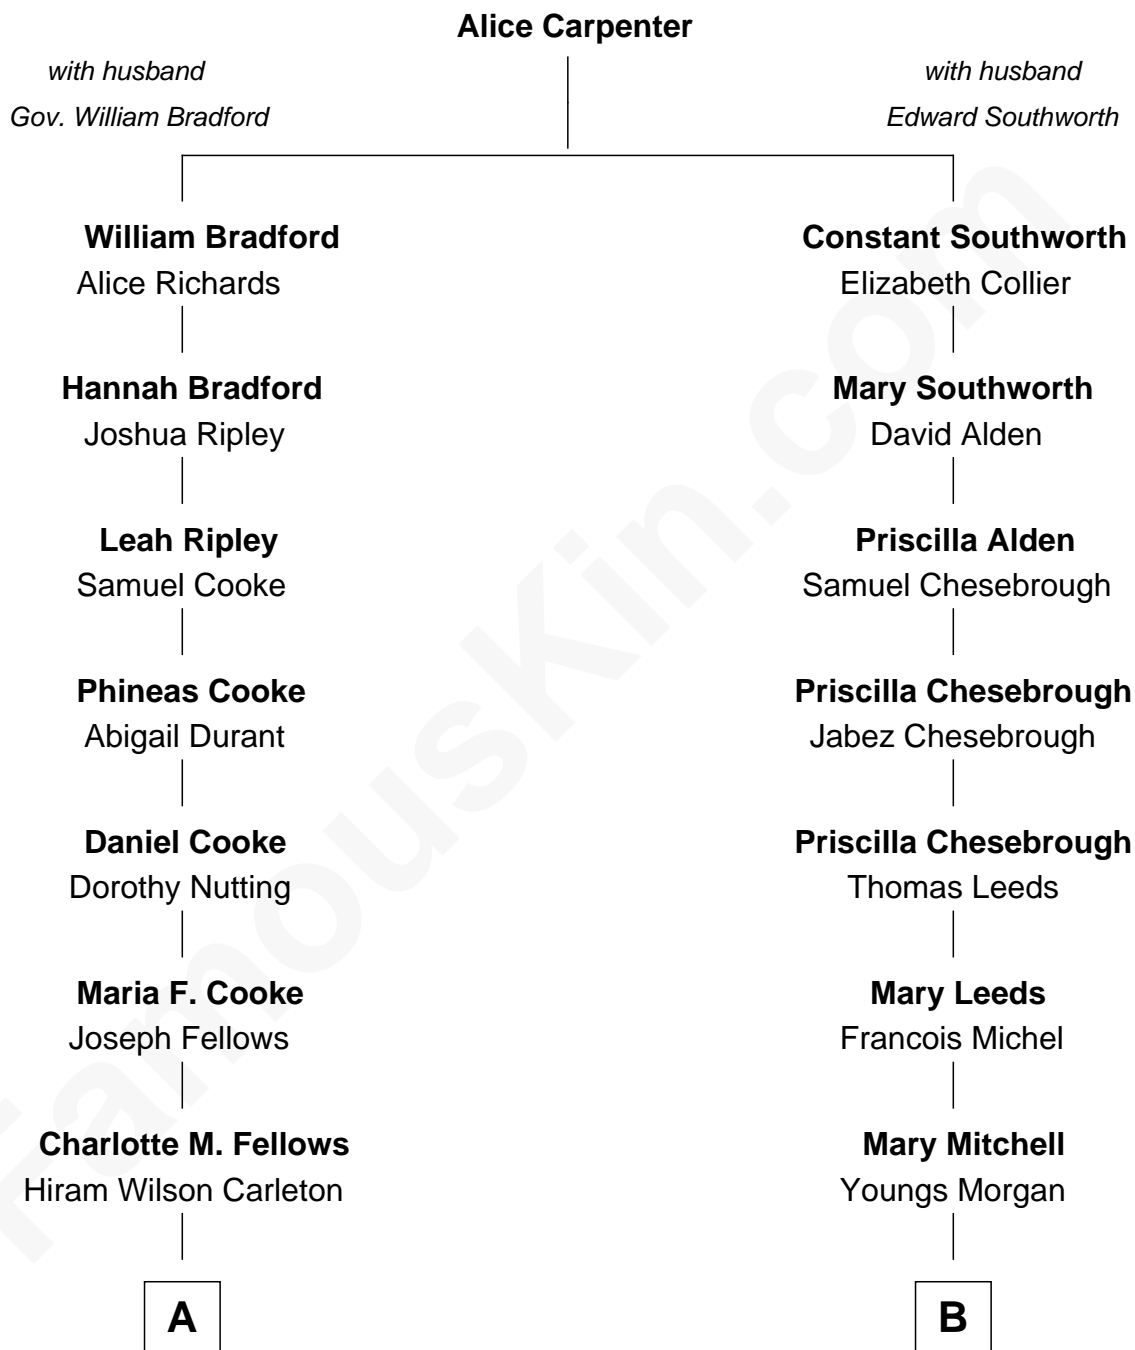 Alice Carpenter
with husband
Gov. William Bradford
with husband
Edward Southworth
William Bradford
Alice Richards
Constant Southworth
Elizabeth Collier
Hannah Bradford
Joshua Ripley
Mary Southworth
David Alden
Leah Ripley
Samuel Cooke
Priscilla Alden
Samuel Chesebrough
Phineas Cooke
Abigail Durant
Priscilla Chesebrough
Jabez Chesebrough
Daniel Cooke
Dorothy Nutting
Priscilla Chesebrough
Thomas Leeds
Maria F. Cooke
Joseph Fellows
Mary Leeds
Francois Michel
Charlotte M. Fellows
Hiram Wilson Carleton
Mary Mitchell
Youngs Morgan
A
B
FamousKin.com